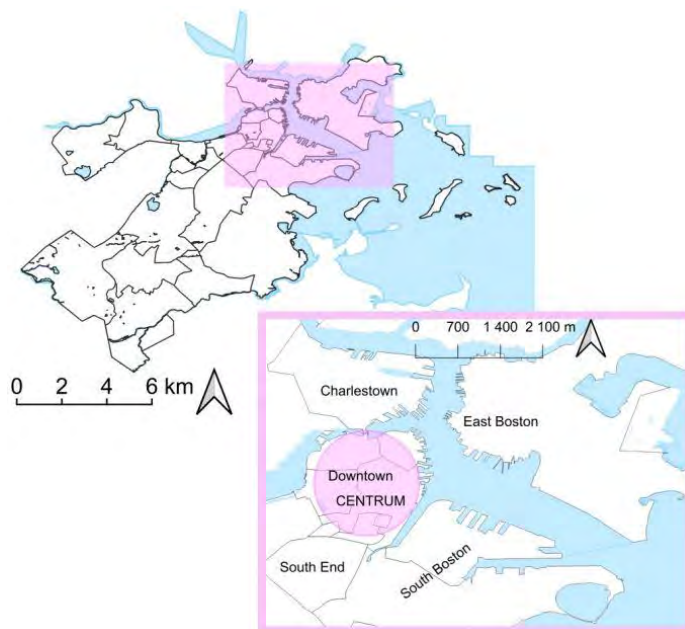 0 2 4 6 km
0 700 1 400 2 100 m
Charlestown
East Boston
Downtown
CENTRUM
South End
South Boston